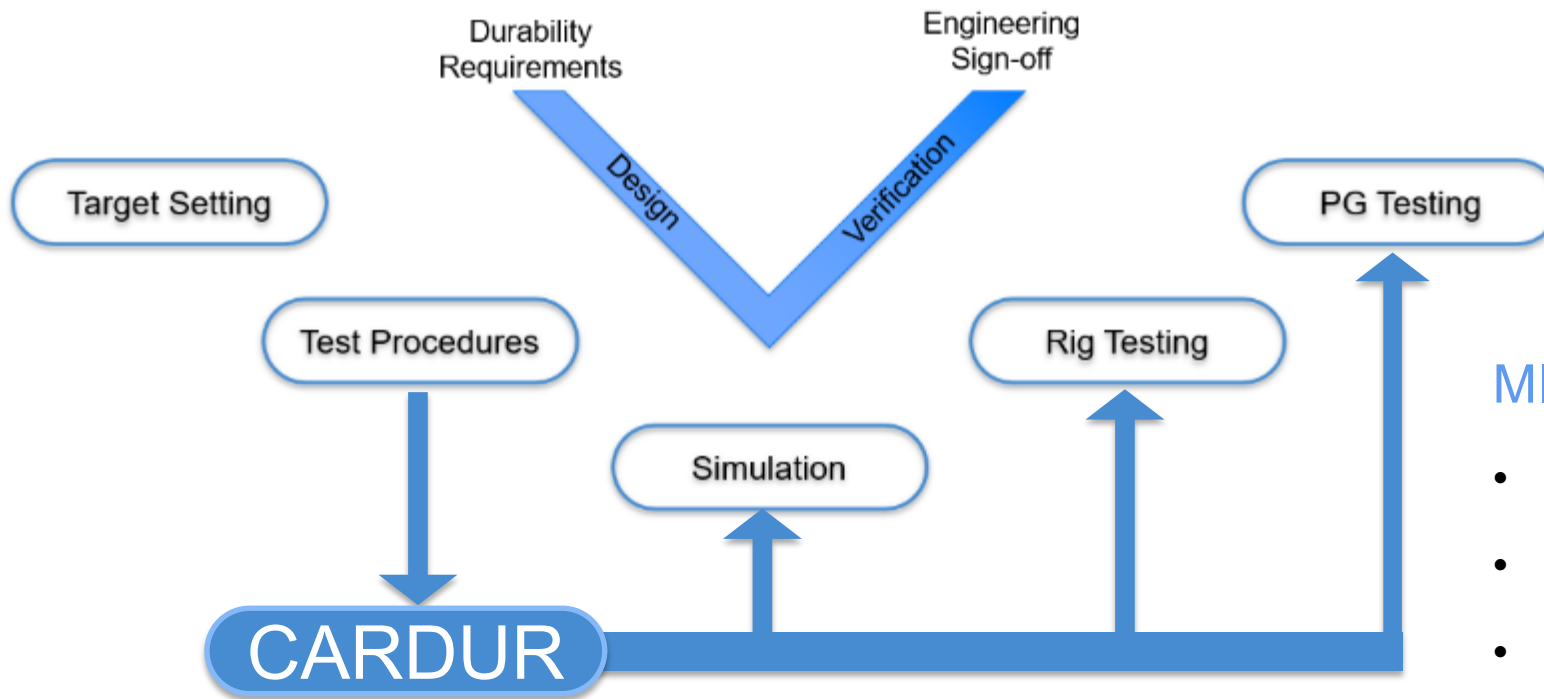 Durability
Requirements
Engineering
Sign-off
Design
Verification
Target Setting
PG Testing
Test Procedures
Rig Testing
Simulation
CARDUR